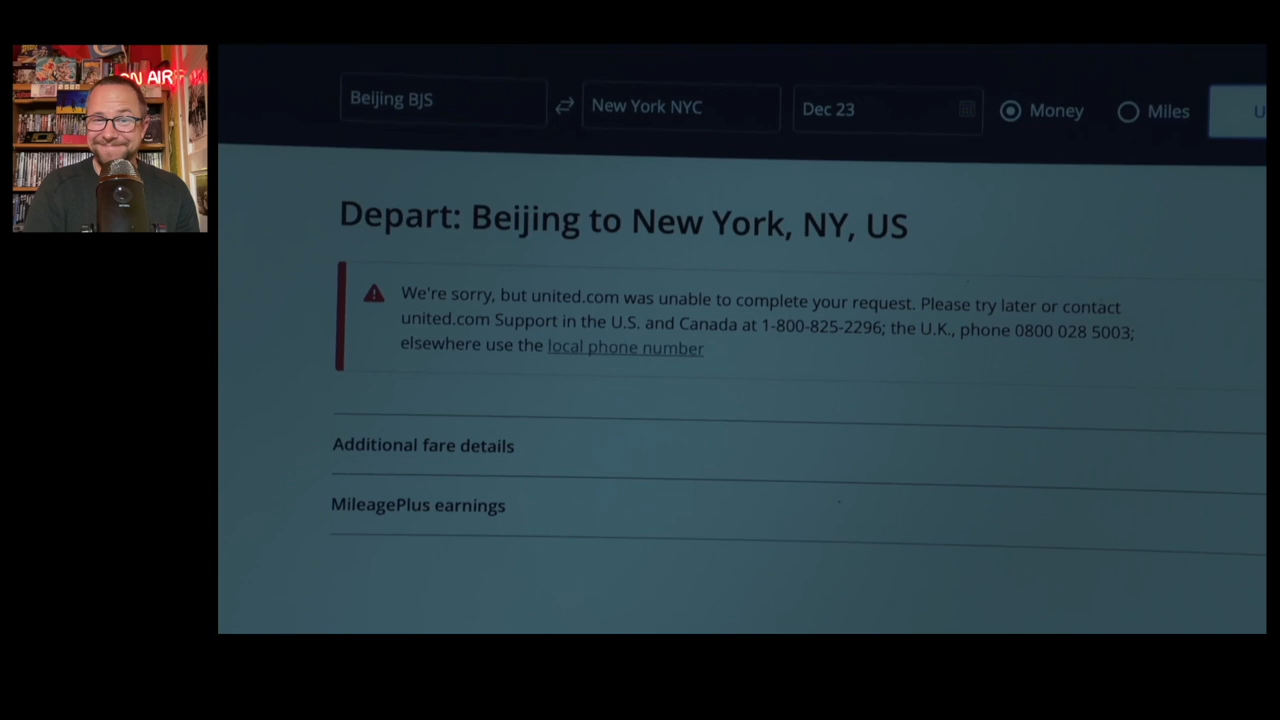 ON AIR
Beijing BJS
New York NYC
Dec 23
Money
Miles
U
Depart: Beijing to New York, NY, US
We're sorry, but united.com was unable to complete your request. Please try later or contact
united.com Support in the U.S. and Canada at 1-800-825-2296; the U.K., phone 0800 028 5003;
elsewhere use the local phone number
Additional fare details
MileagePlus earnings